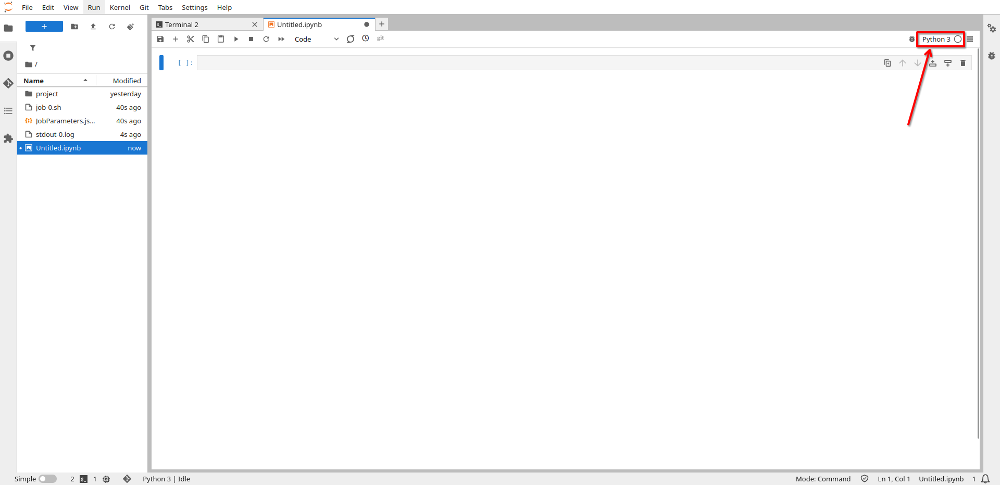 File Edit View Run Kernel Git Tabs Settings Help
Terminal 2 Untitled.ipynb
Code git Python 3
/
[ ]:
Name Modified
project yesterday
job-0.sh 40s ago
JobParameters.js... 40s ago
stdout-0.log 4s ago
Untitled.ipynb now
Simple 2 $_ 1 Python 3 | Idle Mode: Command Ln 1, Col 1 Untitled.ipynb 1